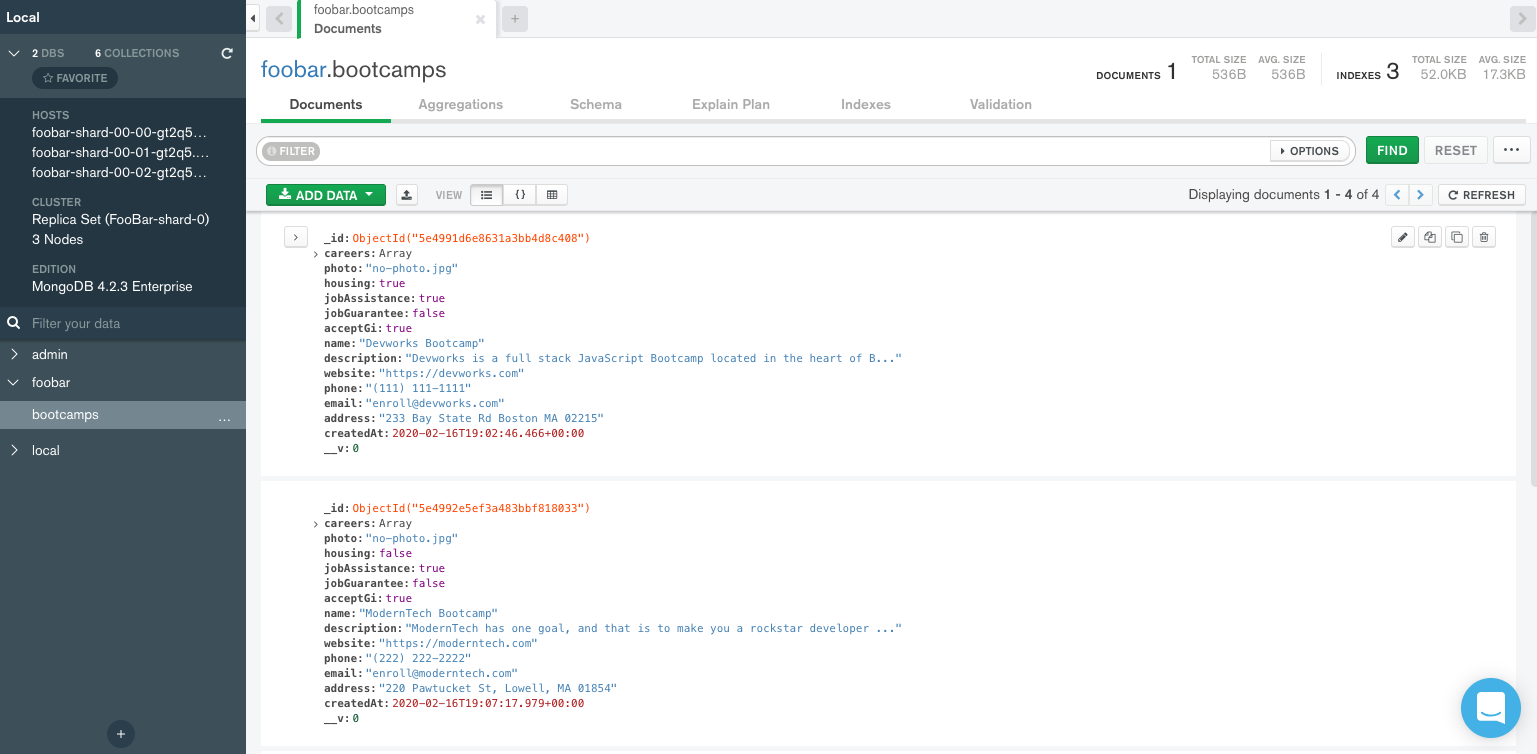 Local
2 DBS 6 COLLECTIONS
FAVORITE
HOSTS
foobar-shard-00-00-gt2q5...
foobar-shard-00-01-gt2q5....
foobar-shard-00-02-gt2q5...
CLUSTER
Replica Set (FooBar-shard-0)
3 Nodes
EDITION
MongoDB 4.2.3 Enterprise
Filter your data
admin
foobar
bootcamps ...
local
foobar.bootcamps
Documents
foobar.bootcamps
DOCUMENTS 1 TOTAL SIZE 536B AVG. SIZE 536B INDEXES 3 TOTAL SIZE 52.0KB AVG. SIZE 17.3KB
Documents Aggregations Schema Explain Plan Indexes Validation
FILTER OPTIONS FIND RESET ...
ADD DATA VIEW { } Displaying documents 1 - 4 of 4 REFRESH
_id: ObjectId("5e4991d6e8631a3bb4d8c408")
careers: Array
photo: "no-photo.jpg"
housing: true
jobAssistance: true
jobGuarantee: false
acceptGi: true
name: "Devworks Bootcamp"
description: "Devworks is a full stack JavaScript Bootcamp located in the heart of B..."
website: "https://devworks.com"
phone: "(111) 111-1111"
email: "enroll@devworks.com"
address: "233 Bay State Rd Boston MA 02215"
createdAt: 2020-02-16T19:02:46.466+00:00
__v: 0
_id: ObjectId("5e4992e5ef3a483bbf818033")
careers: Array
photo: "no-photo.jpg"
housing: false
jobAssistance: true
jobGuarantee: false
acceptGi: true
name: "ModernTech Bootcamp"
description: "ModernTech has one goal, and that is to make you a rockstar developer ..."
website: "https://moderntech.com"
phone: "(222) 222-2222"
email: "enroll@moderntech.com"
address: "220 Pawtucket St, Lowell, MA 01854"
createdAt: 2020-02-16T19:07:17.979+00:00
__v: 0